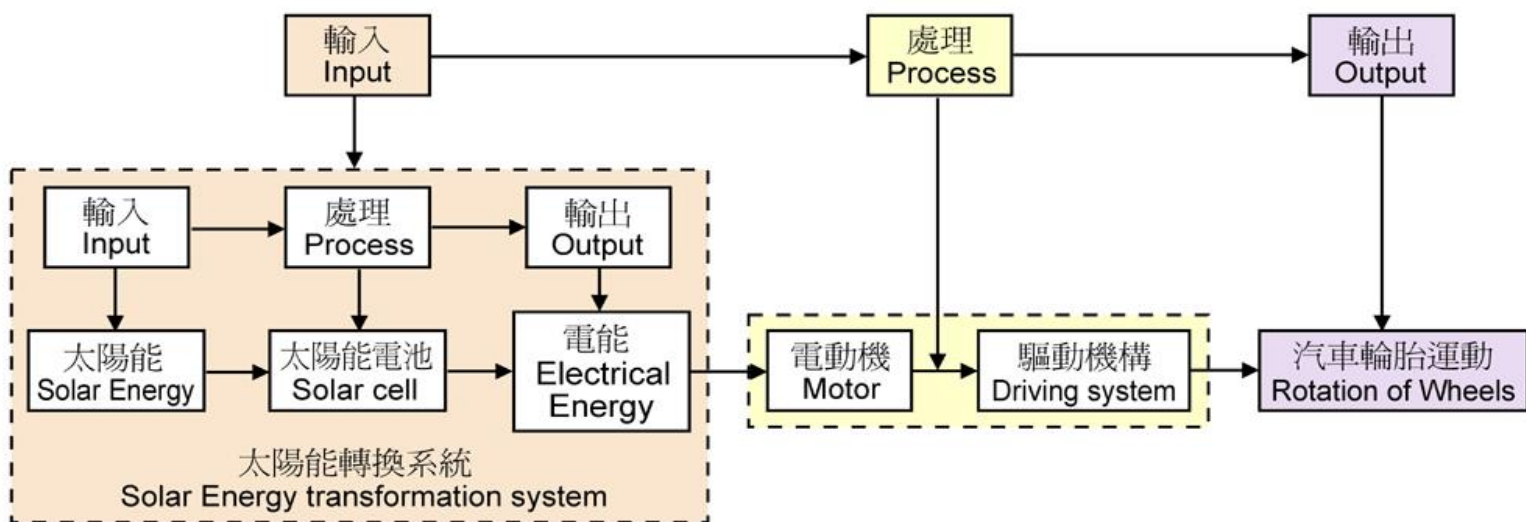 輸入
Input
處理
Process
輸出
Output
輸入
Input
處理
Process
輸出
Output
太陽能
Solar Energy
太陽能電池
Solar cell
電能
Electrical
Energy
電動機
Motor
驅動機構
Driving system
汽車輪胎運動
Rotation of Wheels
太陽能轉換系統
Solar Energy transformation system